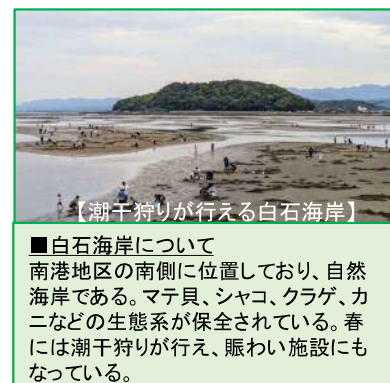 【潮干狩りが行える白石海岸】
■白石海岸について
南港地区の南側に位置しており、自然
海岸である。マテ貝、シャコ、クラゲ、カ
ニなどの生態系が保全されている。春
には潮干狩りが行え、賑わい施設にも
なっている。